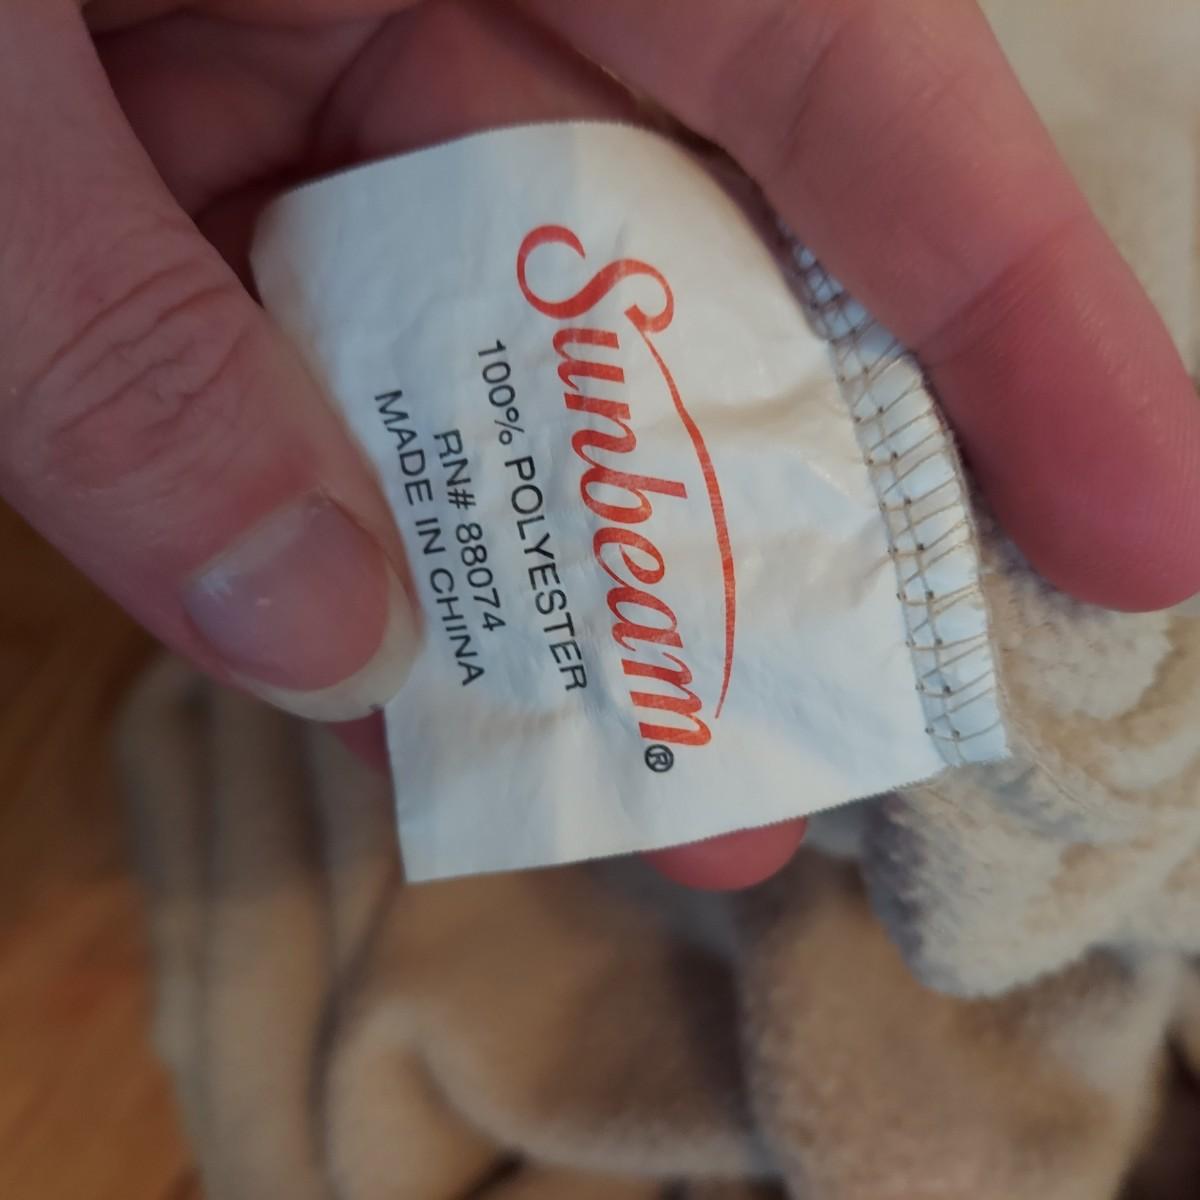 Sunbeam®
100% POLYESTER
RN# 88074
MADE IN CHINA